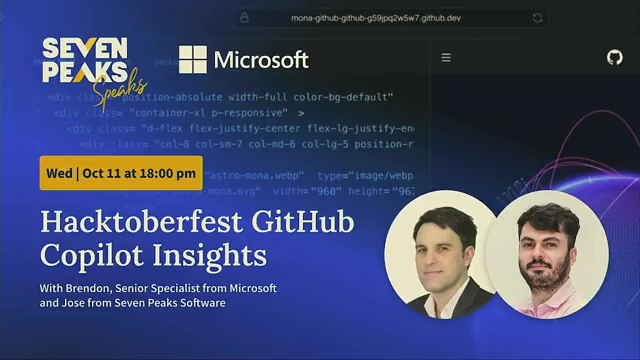 mona-github-github-g59jpq2w5w7.github.dev
SEVEN
PEAKS
Speaks
Microsoft
<div class= position-absolute width-full color-bg-default"
<div class= "container-xl p-responsive" >
<div class= "d-flex flex-justify-center flex-lg-justify-en
<div class= "col-8 col-sm-7 col-md-6 col-lg-5 position-r
astro-mona.webp" type="image/webp
-mona.svg" width="960" height="967
Wed | Oct 11 at 18:00 pm
Hacktoberfest GitHub
Copilot Insights
With Brendon, Senior Specialist from Microsoft
and Jose from Seven Peaks Software